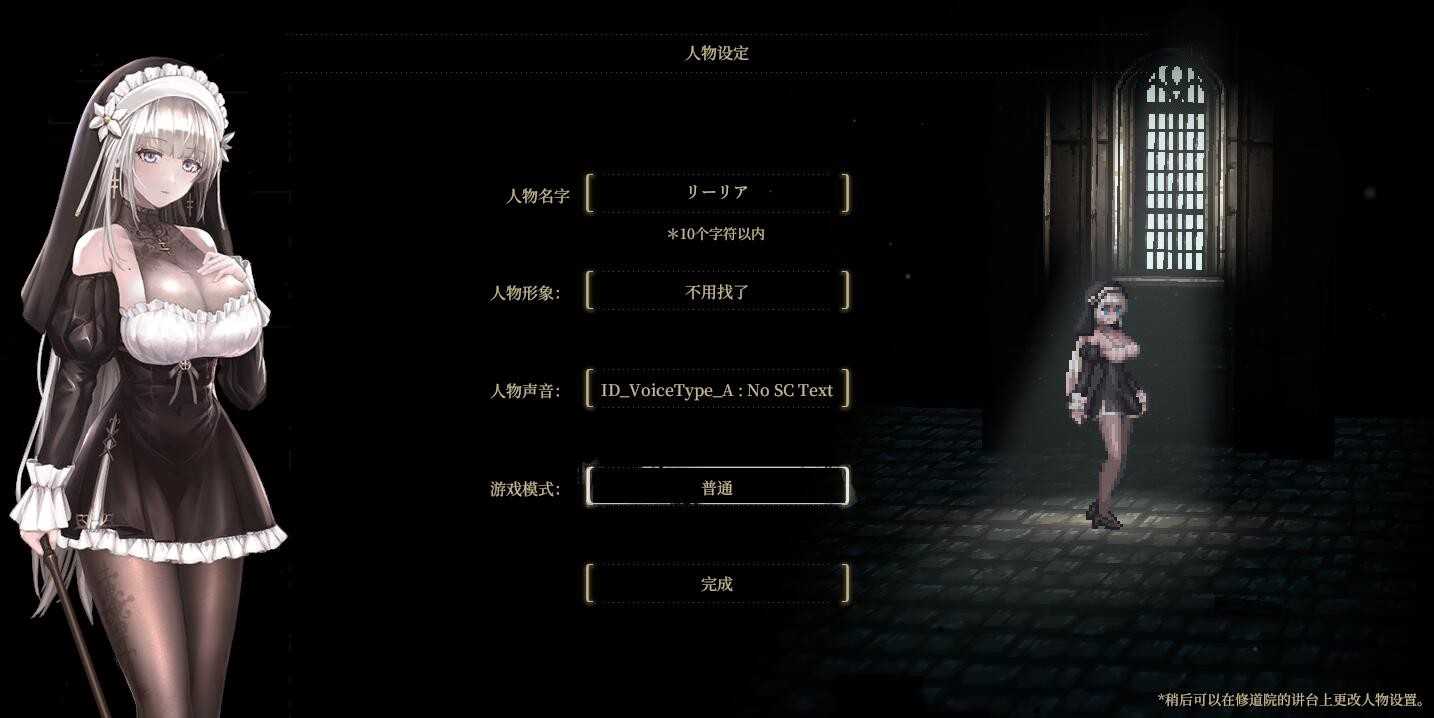 人物设定
人物名字
リーリア
*10个字符以内
人物形象:
不用找了
人物声音:
ID_VoiceType_A : No SC Text
游戏模式:
普通
完成
*稍后可以在修道院的讲台上更改人物设置。